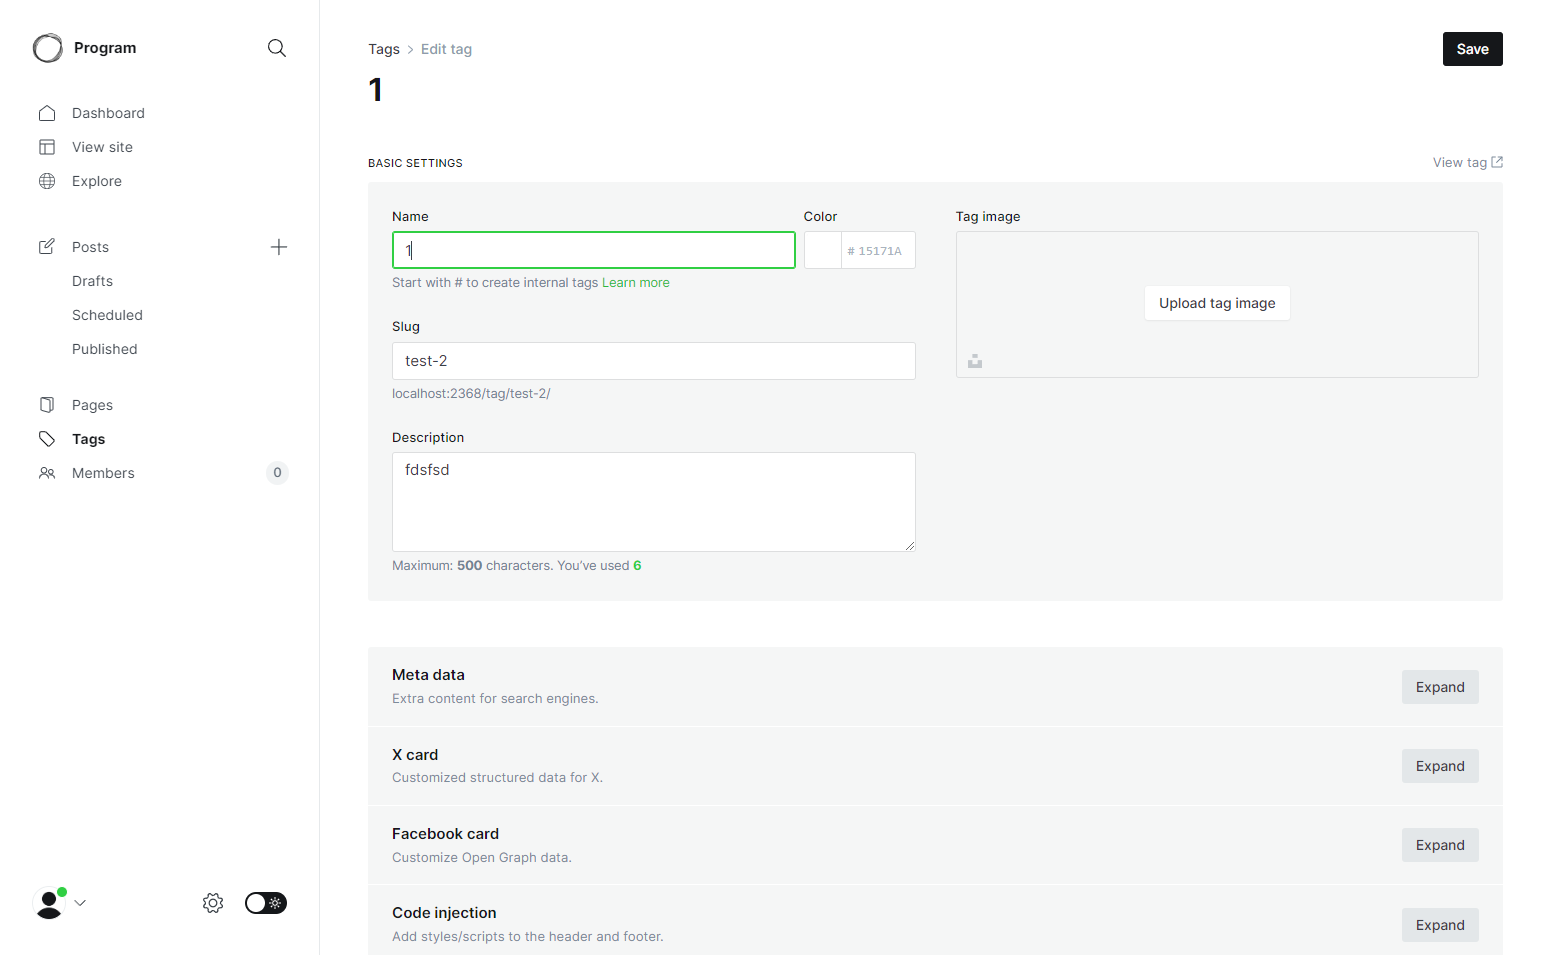 Program
Dashboard
View site
Explore
Posts
Drafts
Scheduled
Published
Pages
Tags
Members 0
Tags > Edit tag
Save
1
BASIC SETTINGS
View tag
Name
1
Start with # to create internal tags Learn more
Color
# 15171A
Slug
test-2
localhost:2368/tag/test-2/
Description
fdsfsd
Maximum: 500 characters. You’ve used 6
Tag image
Upload tag image
Meta data
Extra content for search engines.
Expand
X card
Customized structured data for X.
Expand
Facebook card
Customize Open Graph data.
Expand
Code injection
Add styles/scripts to the header and footer.
Expand